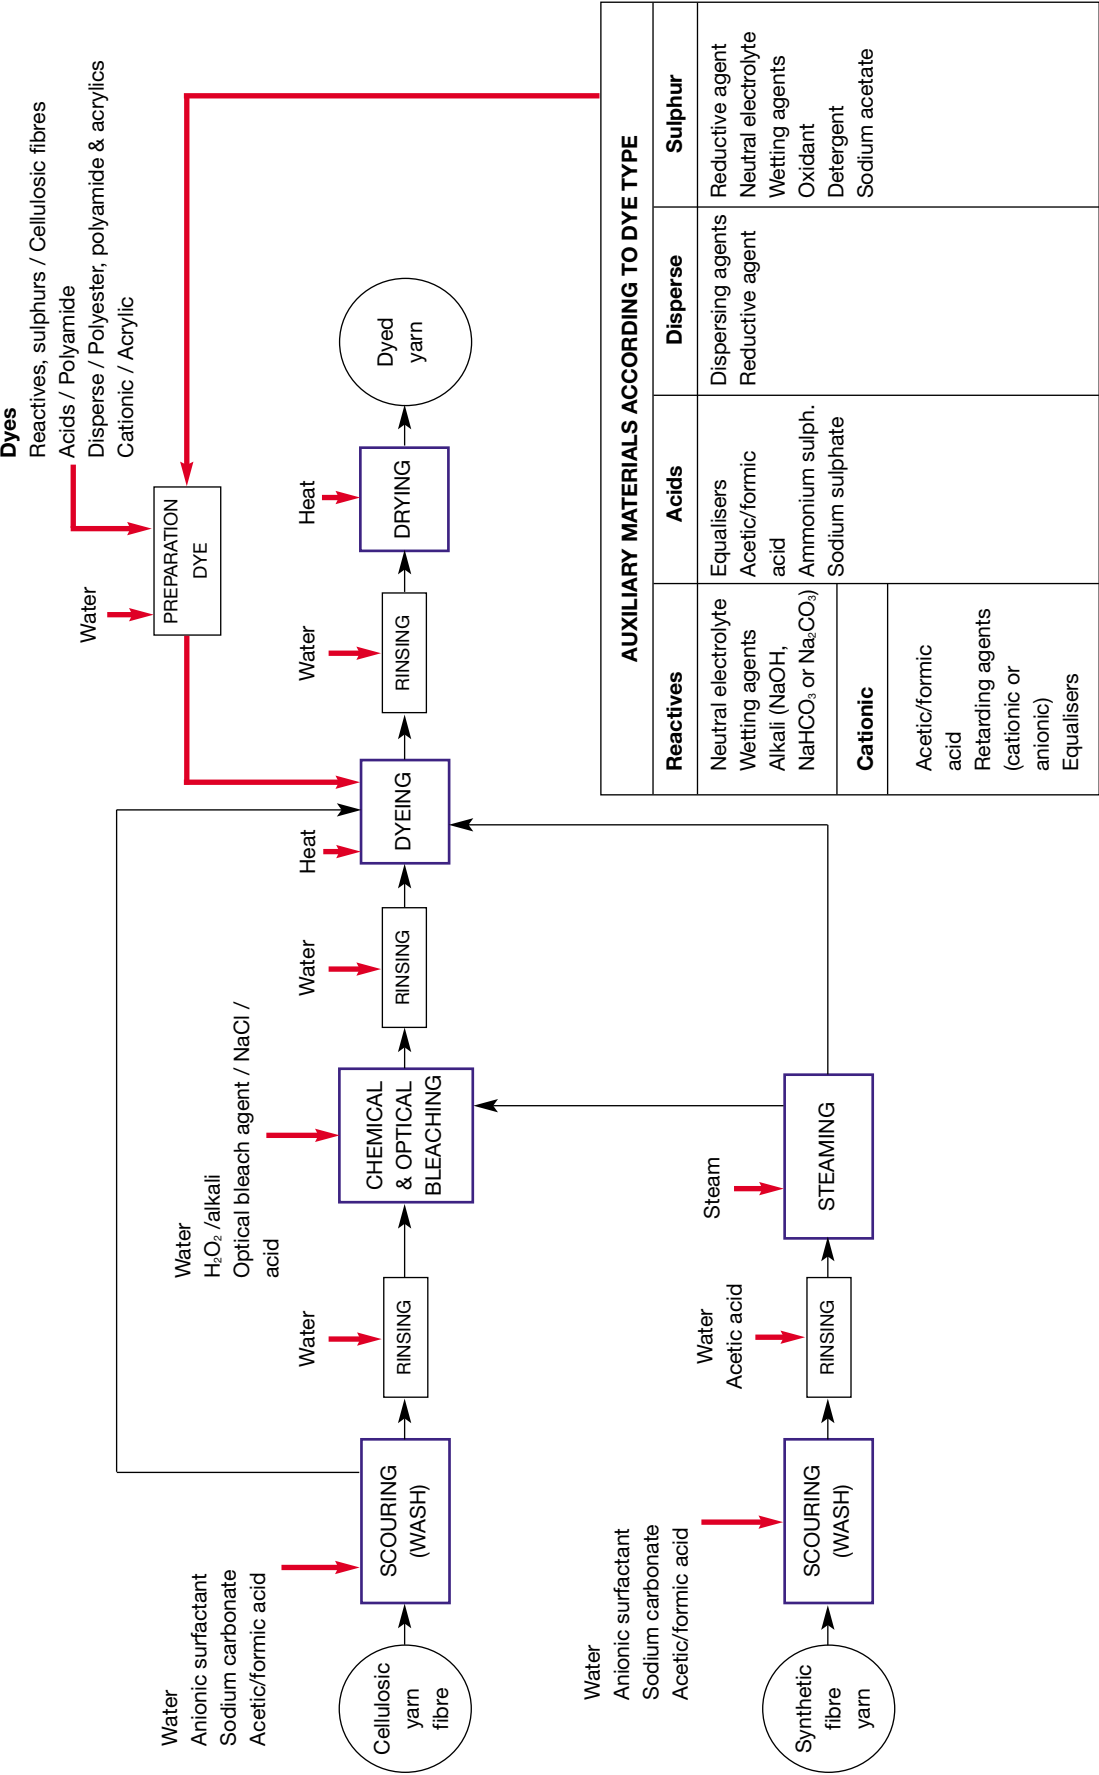 Dyes
Reactives, sulphurs / Cellulosic fibres
Acids / Polyamide
Disperse / Polyester, polyamide & acrylics
Cationic / Acrylic
Water
PREPARATION
DYE
Water
H₂O₂ /alkali
Optical bleach agent / NaCl /
acid
Water
Anionic surfactant
Sodium carbonate
Acetic/formic acid
Water
Water
Heat
Water
Heat
Cellulosic
yarn
fibre
SCOURING
(WASH)
RINSING
CHEMICAL
& OPTICAL
BLEACHING
RINSING
DYEING
RINSING
DRYING
Dyed
yarn
Water
Anionic surfactant
Sodium carbonate
Acetic/formic acid
Water
Acetic acid
Steam
Synthetic
fibre
yarn
SCOURING
(WASH)
RINSING
STEAMING
AUXILIARY MATERIALS ACCORDING TO DYE TYPE
Reactives
Neutral electrolyte
Wetting agents
Alkali (NaOH,
NaHCO₃ or Na₂CO₃)
Cationic
Acetic/formic
acid
Retarding agents
(cationic or
anionic)
Equalisers
Acids
Equalisers
Acetic/formic
acid
Ammonium sulph.
Sodium sulphate
Disperse
Dispersing agents
Reductive agent
Sulphur
Reductive agent
Neutral electrolyte
Wetting agents
Oxidant
Detergent
Sodium acetate